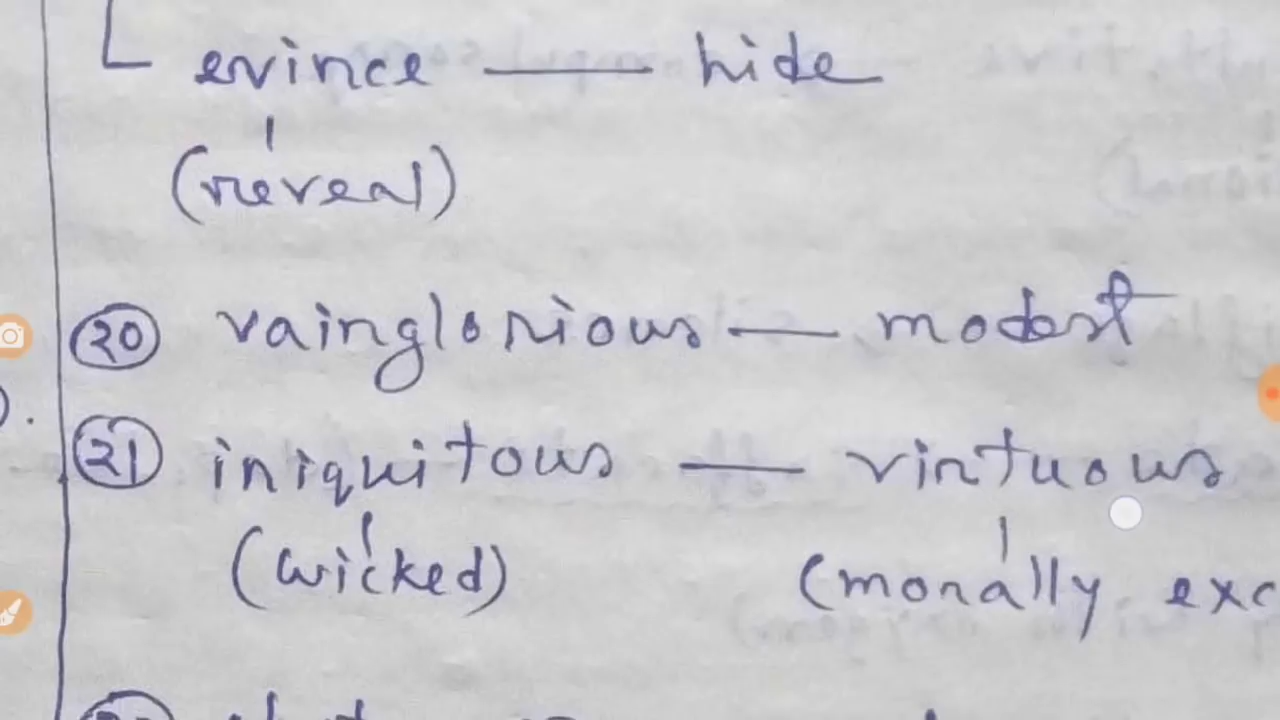 evince — hide
(reveal)
20 vainglorious — modest
21 iniquitous — virtuous
(wicked) (morally exc